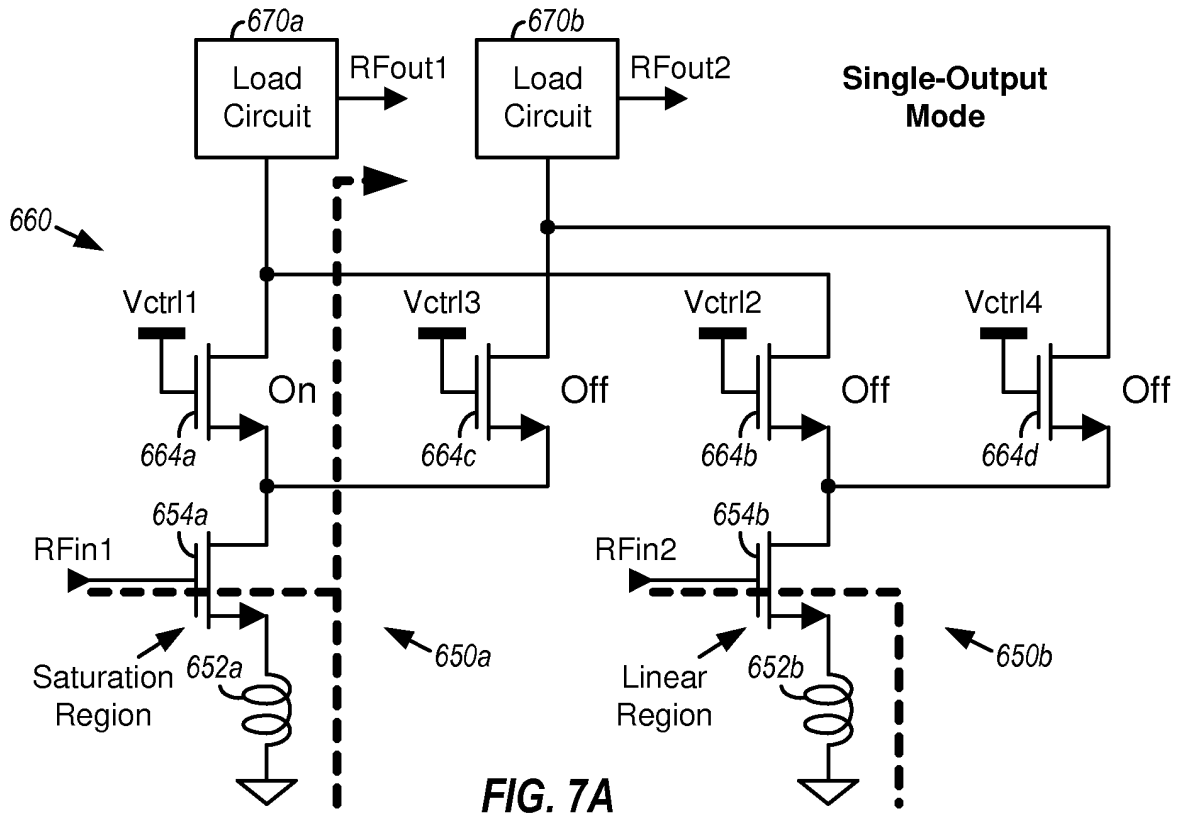 670a
670b
Load
Circuit
RFout1
Load
Circuit
RFout2
Single-Output
Mode
660
Vctrl1
Vctrl3
Vctrl2
Vctrl4
On
Off
Off
Off
664a
664c
664b
664d
654a
654b
RFin1
RFin2
Saturation
Region
652a
650a
Linear
Region
652b
650b
FIG. 7A